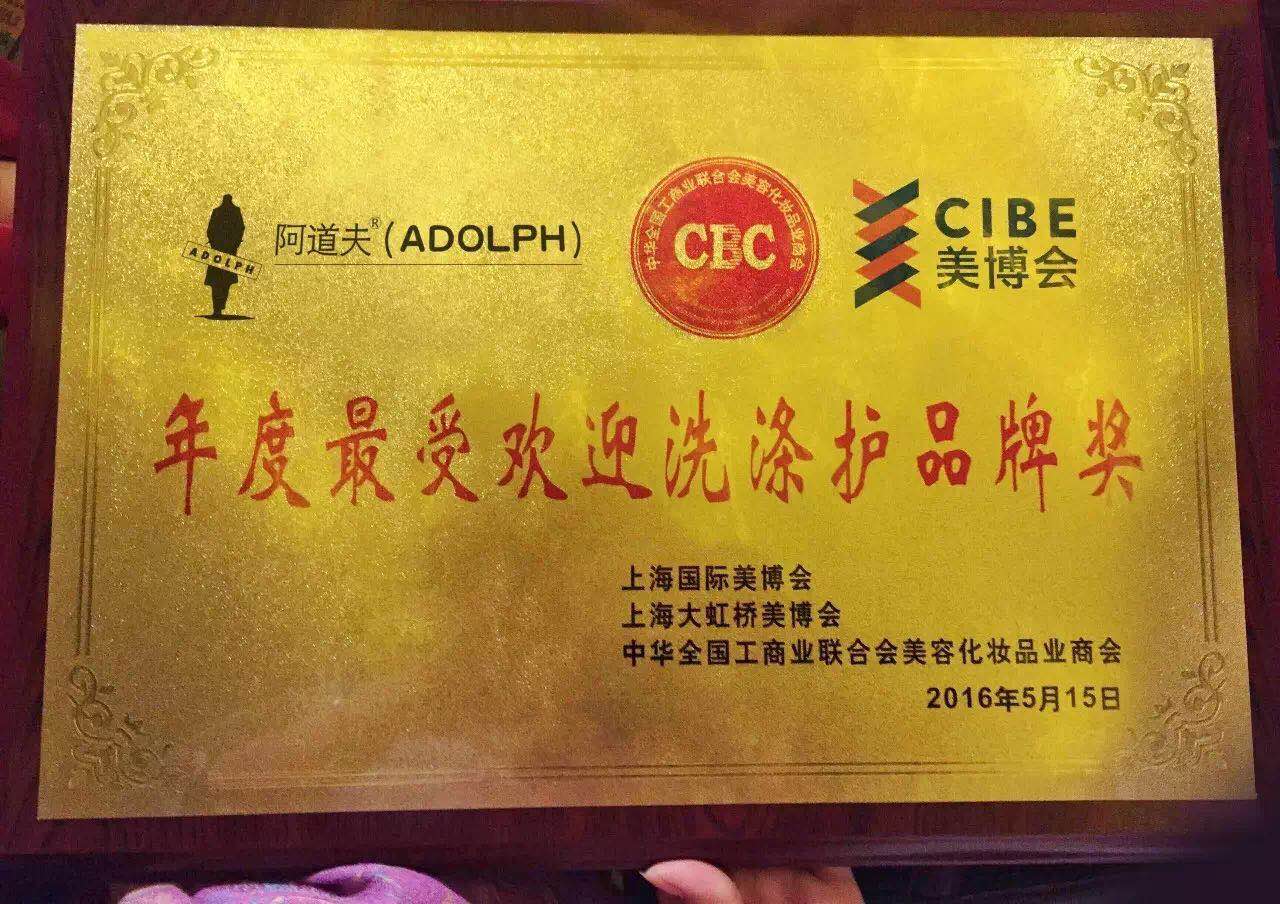 ADOLPH
阿道夫®(ADOLPH)
中华全国工商业联合会美容化妆品业商会
CBC
CIBE
美博会
年度最受欢迎洗涤护品牌奖
上海国际美博会
上海大虹桥美博会
中华全国工商业联合会美容化妆品业商会
2016年5月15日